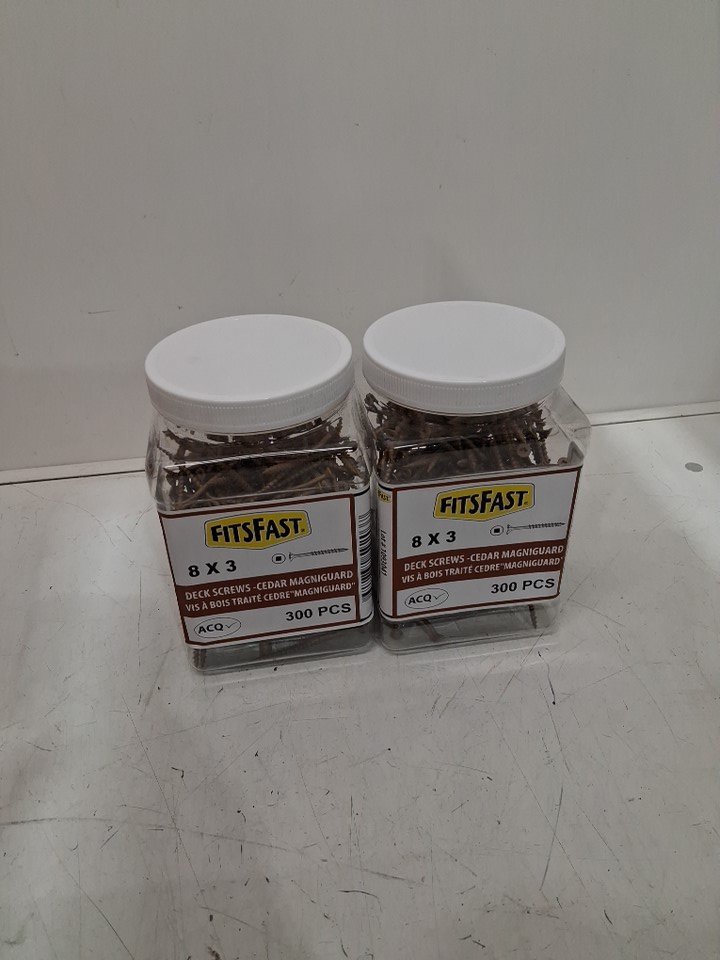 FITSFAST
8 X 3
DECK SCREWS -CEDAR MAGNIGUARD
VIS À BOIS TRAITÉ CEDRE "MAGNIGUARD"
ACQ
300 PCS
FITSFAST
8 X 3
DECK SCREWS -CEDAR MAGNIGUARD
VIS À BOIS TRAITÉ CEDRE"MAGNIGUARD"
ACQ
300 PCS